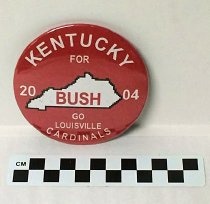 KENTUCKY
FOR
20 04
BUSH
GO
LOUISVILLE
CARDINALS
CM